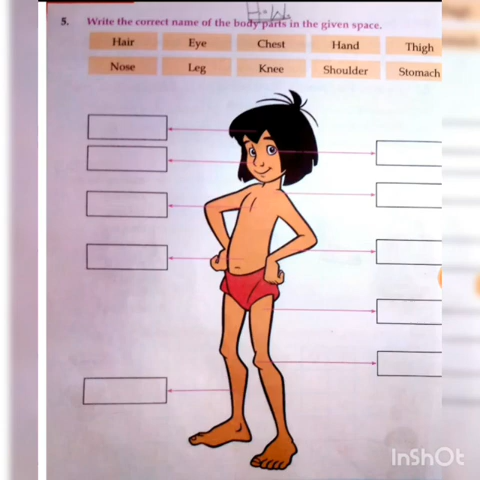 H.W.
5. Write the correct name of the body parts in the given space.
Hair Eye Chest Hand Thigh
Nose Leg Knee Shoulder Stomach
InShOt